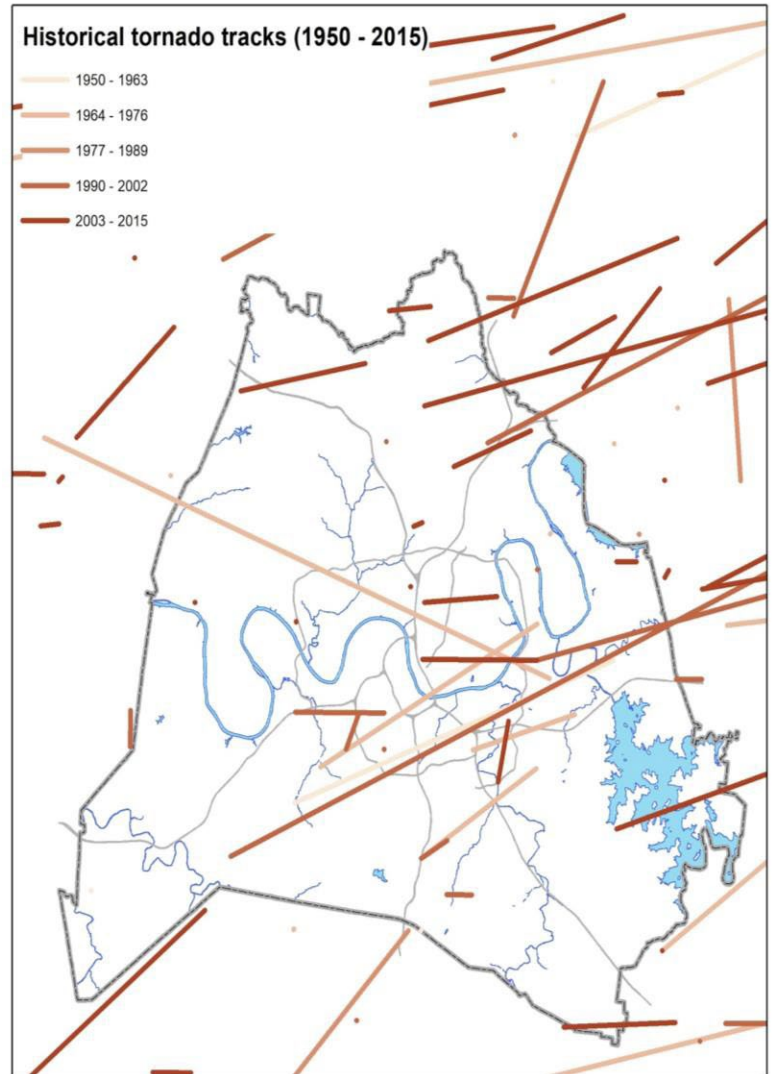 Historical tornado tracks (1950 - 2015)
1950 - 1963
1964 - 1976
1977 - 1989
1990 - 2002
2003 - 2015